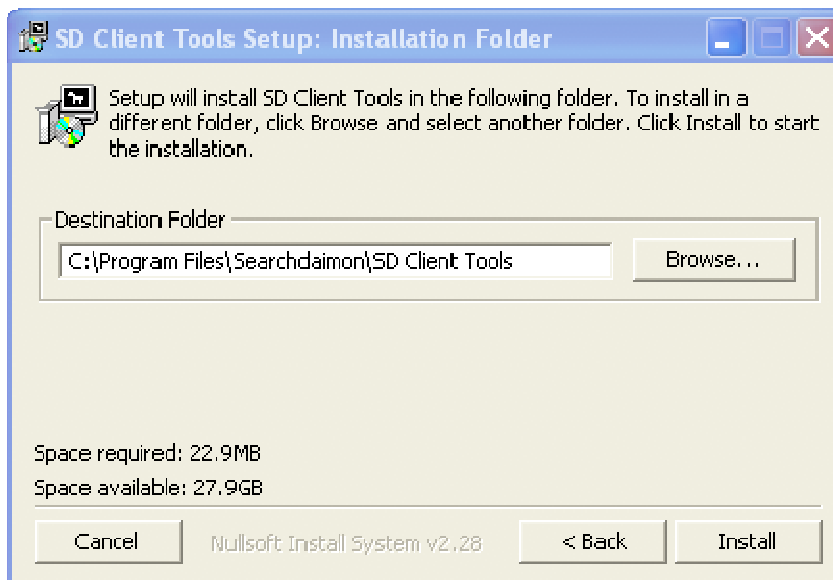 SD Client Tools Setup: Installation Folder
Setup will install SD Client Tools in the following folder. To install in a
different folder, click Browse and select another folder. Click Install to start
the installation.
Destination Folder
C:\Program Files\Searchdaimon\SD Client Tools
Browse...
Space required: 22.9MB
Space available: 27.9GB
Cancel
Nullsoft Install System v2.28
< Back
Install